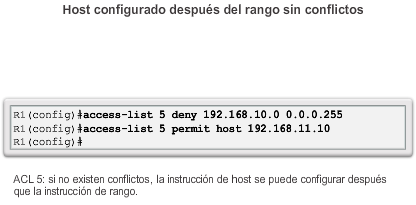 Host configurado después del rango sin conflictos
R1(config)#access-list 5 deny 192.168.10.0 0.0.0.255
R1(config)#access-list 5 permit host 192.168.11.10
R1(config)#
ACL 5: si no existen conflictos, la instrucción de host se puede configurar después
que la instrucción de rango.